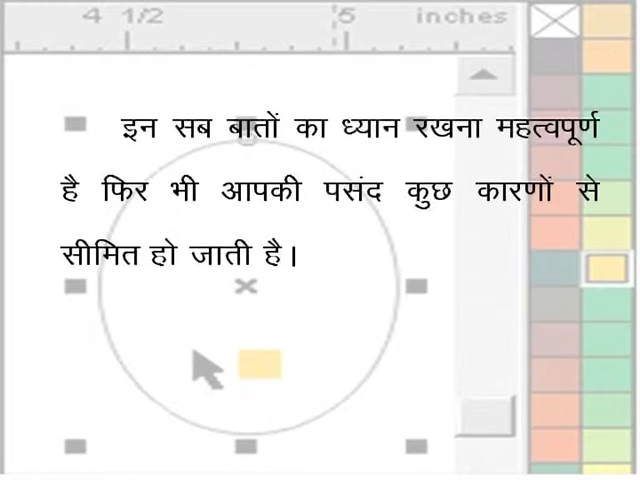 4 1/2 5 inches
इन सब बातों का ध्यान रखना महत्वपूर्ण
है फिर भी आपकी पसंद कुछ कारणों से
सीमित हो जाती है।